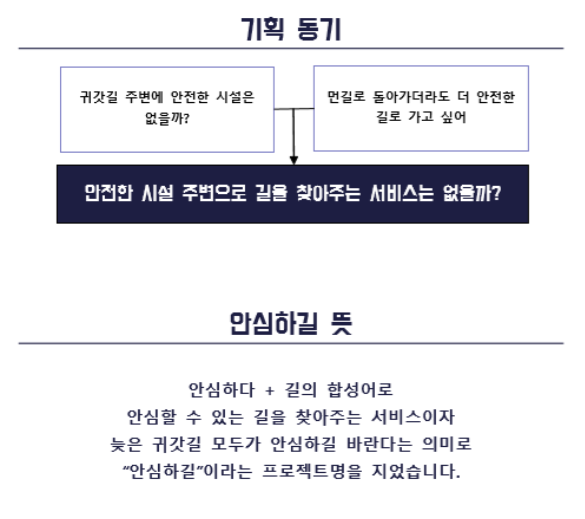 기획 동기
귀갓길 주변에 안전한 시설은
없을까?
먼길로 돌아가더라도 더 안전한
길로 가고 싶어
안전한 시설 주변으로 길을 찾아주는 서비스는 없을까?
안심하길 뜻
안심하다 + 길의 합성어로
안심할 수 있는 길을 찾아주는 서비스이자
늦은 귀갓길 모두가 안심하길 바란다는 의미로
“안심하길”이라는 프로젝트명을 지었습니다.